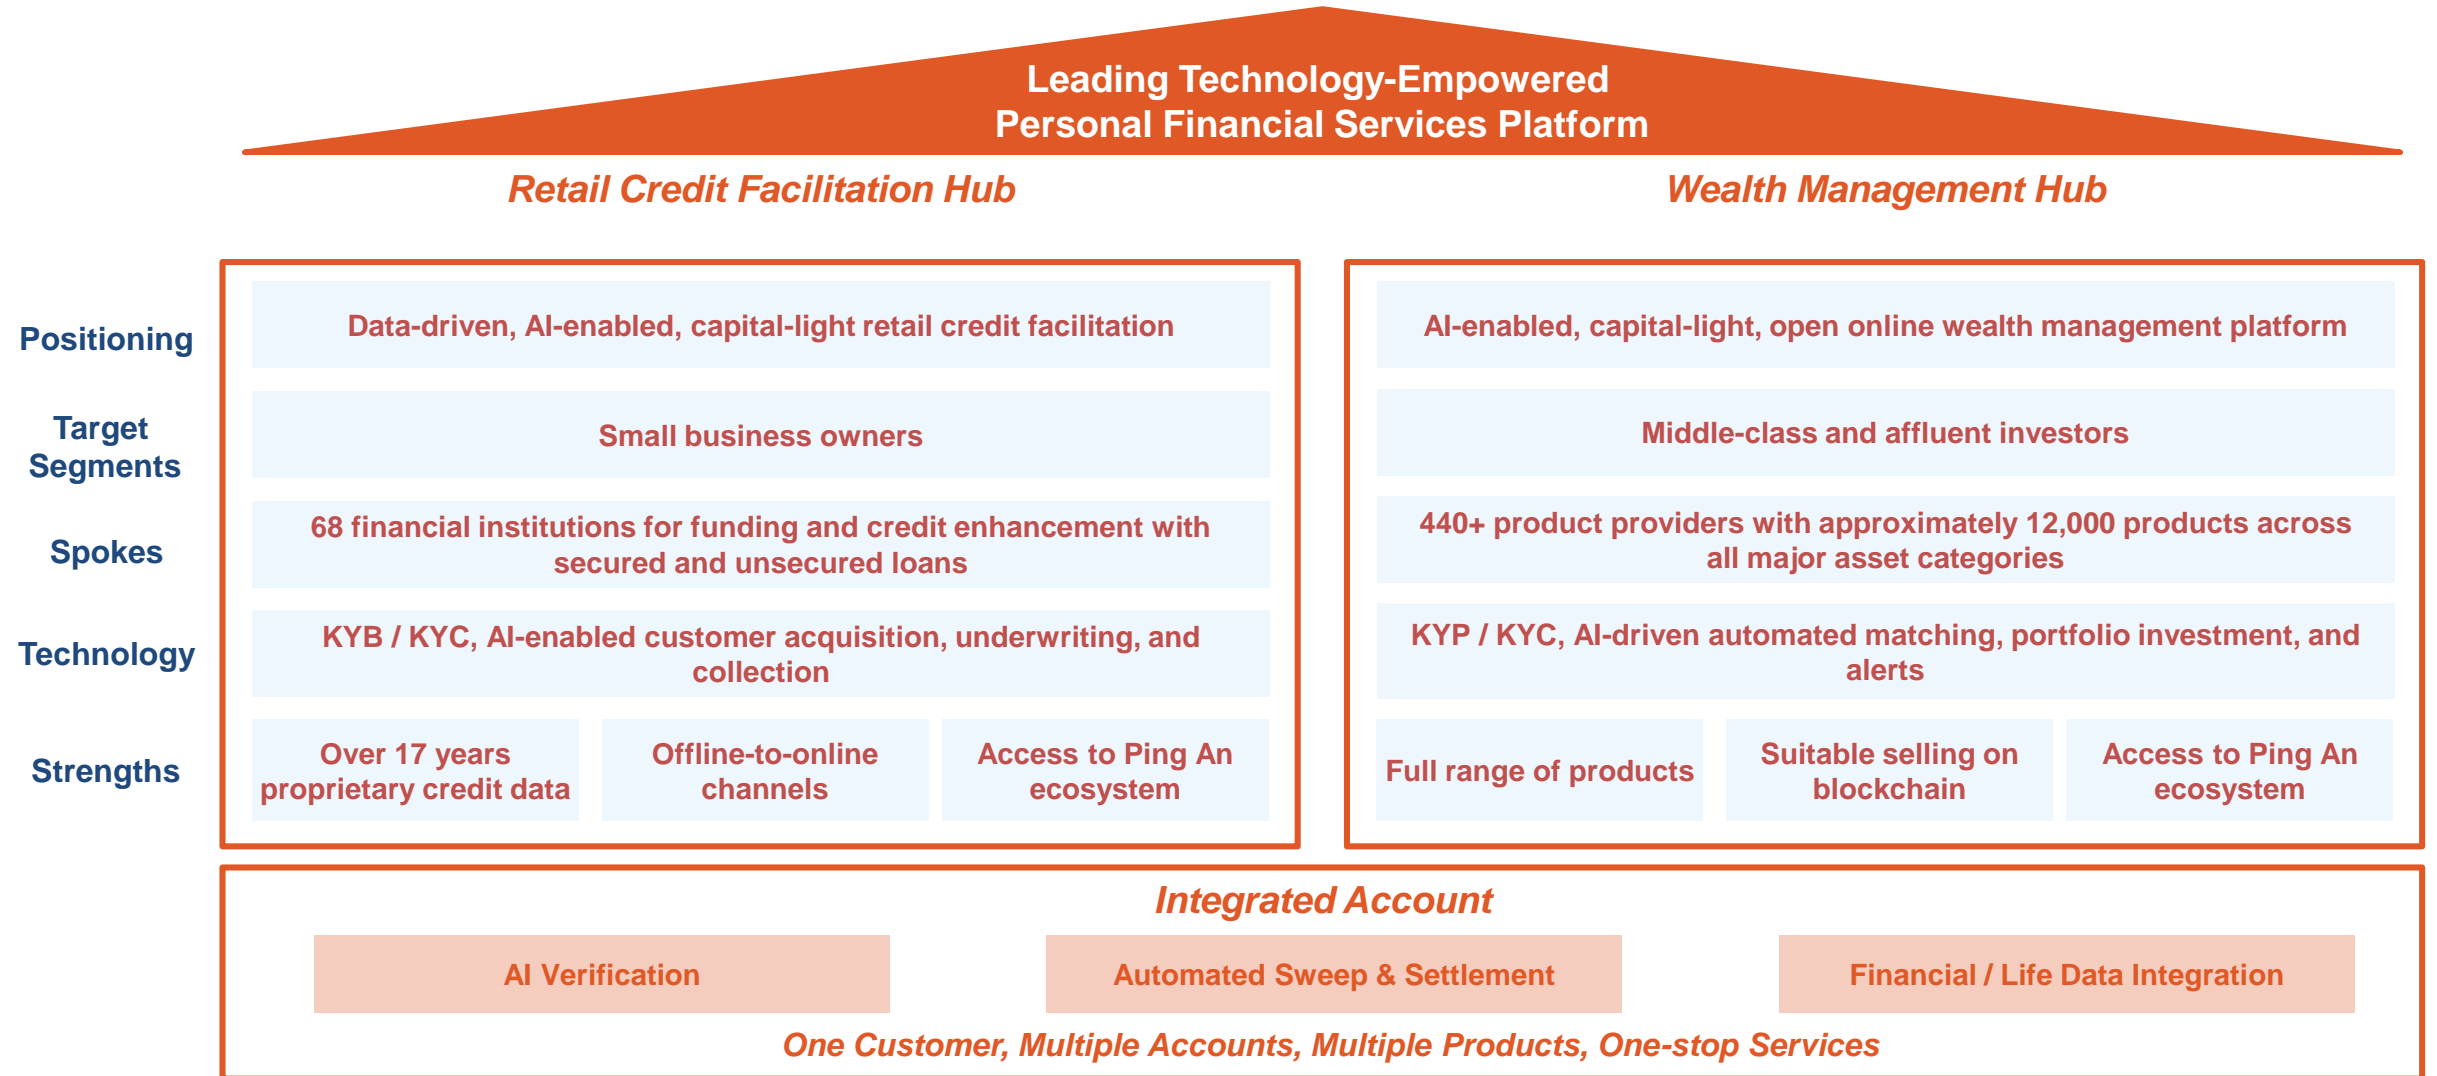 Leading Technology-Empowered
Personal Financial Services Platform
Retail Credit Facilitation Hub
Wealth Management Hub
Positioning
Data-driven, AI-enabled, capital-light retail credit facilitation
AI-enabled, capital-light, open online wealth management platform
Target
Segments
Small business owners
Middle-class and affluent investors
Spokes
68 financial institutions for funding and credit enhancement with
secured and unsecured loans
440+ product providers with approximately 12,000 products across
all major asset categories
Technology
KYB / KYC, AI-enabled customer acquisition, underwriting, and
collection
KYP / KYC, AI-driven automated matching, portfolio investment, and
alerts
Strengths
Over 17 years
proprietary credit data
Offline-to-online
channels
Access to Ping An
ecosystem
Full range of products
Suitable selling on
blockchain
Access to Ping An
ecosystem
Integrated Account
AI Verification
Automated Sweep & Settlement
Financial / Life Data Integration
One Customer, Multiple Accounts, Multiple Products, One-stop Services